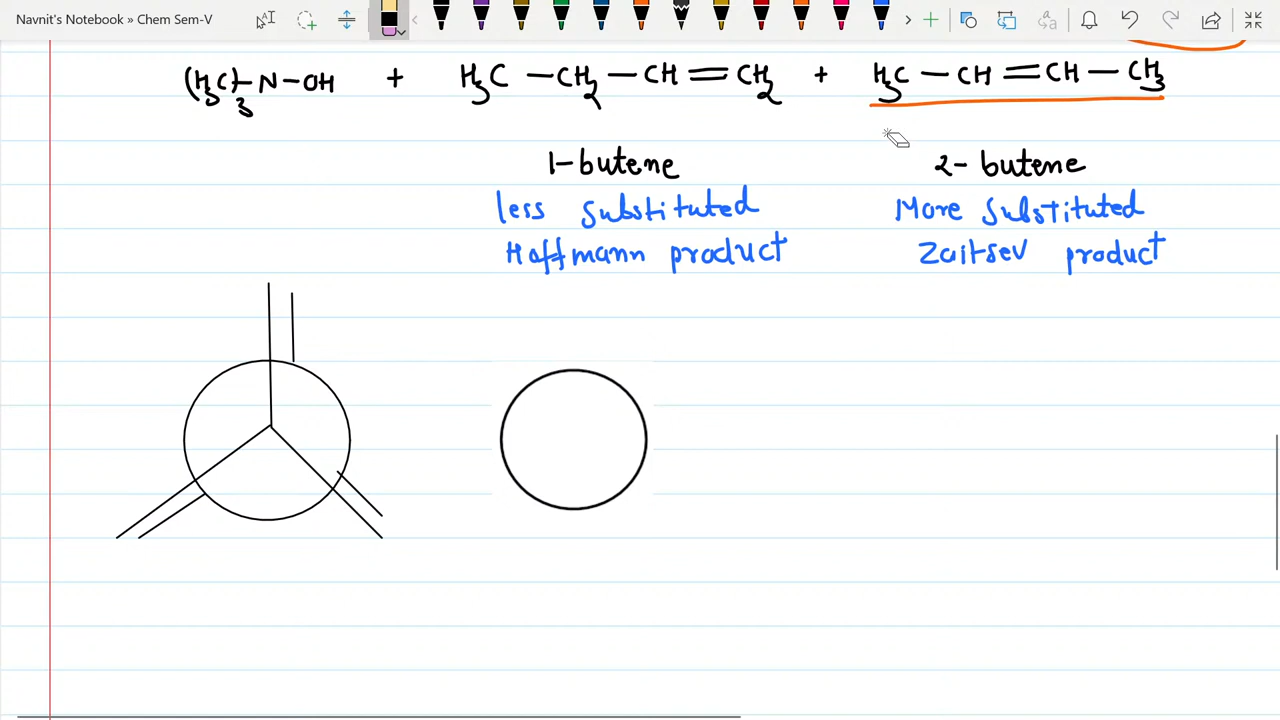 Navnit's Notebook » Chem Sem-V
(H3C)3-N-OH + H3C-CH2-CH=CH2 + H3C-CH=CH-CH3
1-butene 2-butene
less substituted More substituted
Hoffmann product Zaitsev product